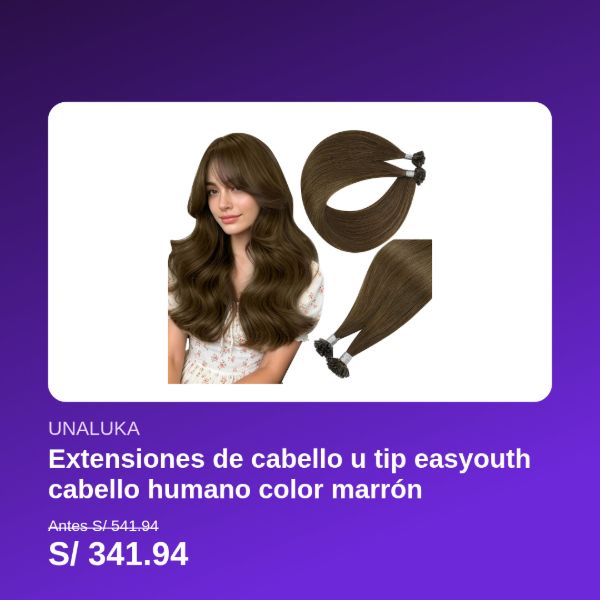 UNALUKA
Extensiones de cabello u tip easyouth
cabello humano color marrón
Antes S/ 541.94
S/ 341.94